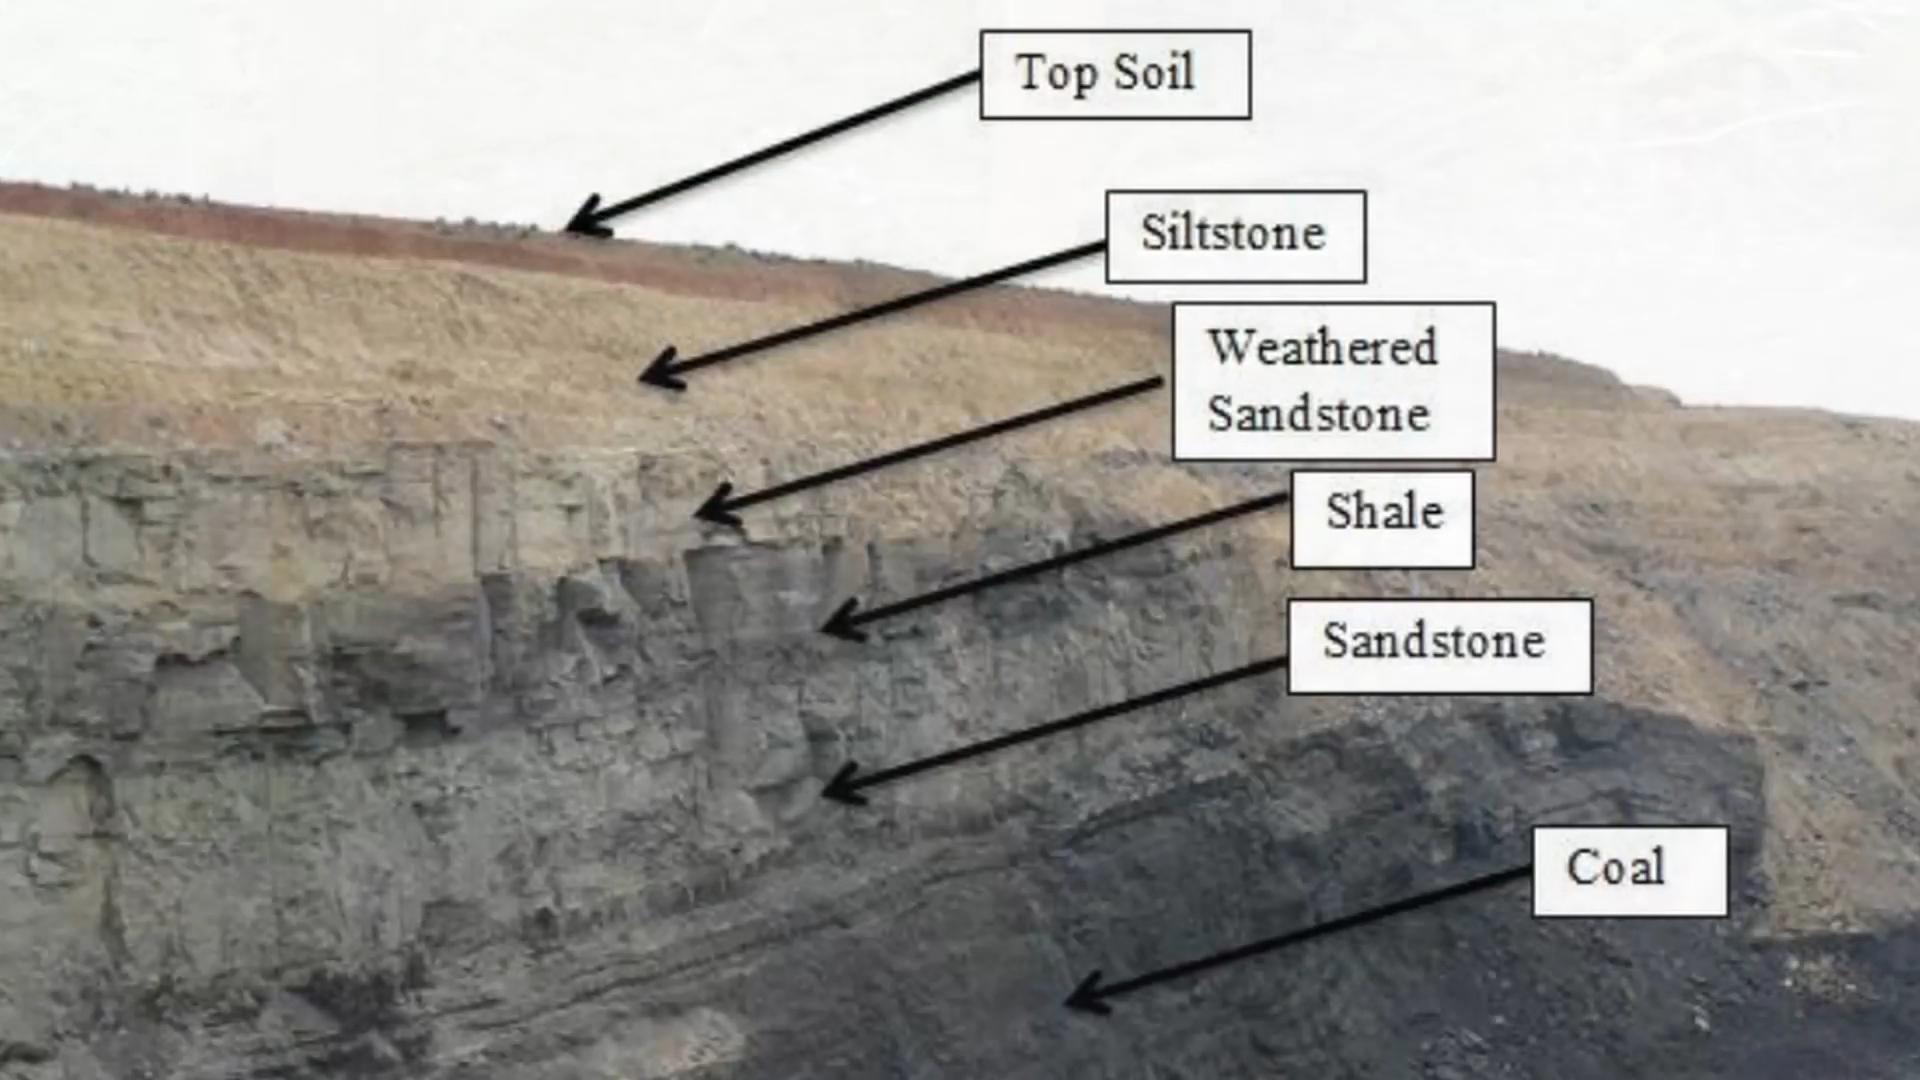 Top Soil
Siltstone
Weathered
Sandstone
Shale
Sandstone
Coal